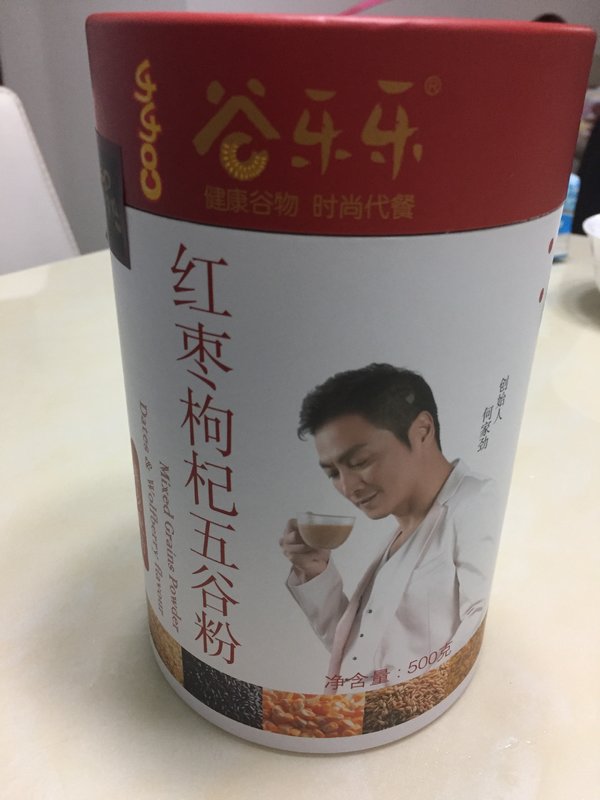 谷乐乐®
健康谷物 时尚代餐
红枣枸杞五谷粉
Mixed Grains Powder
Dates & Wolfberry flavour
创始人
何家劲
净含量：500克